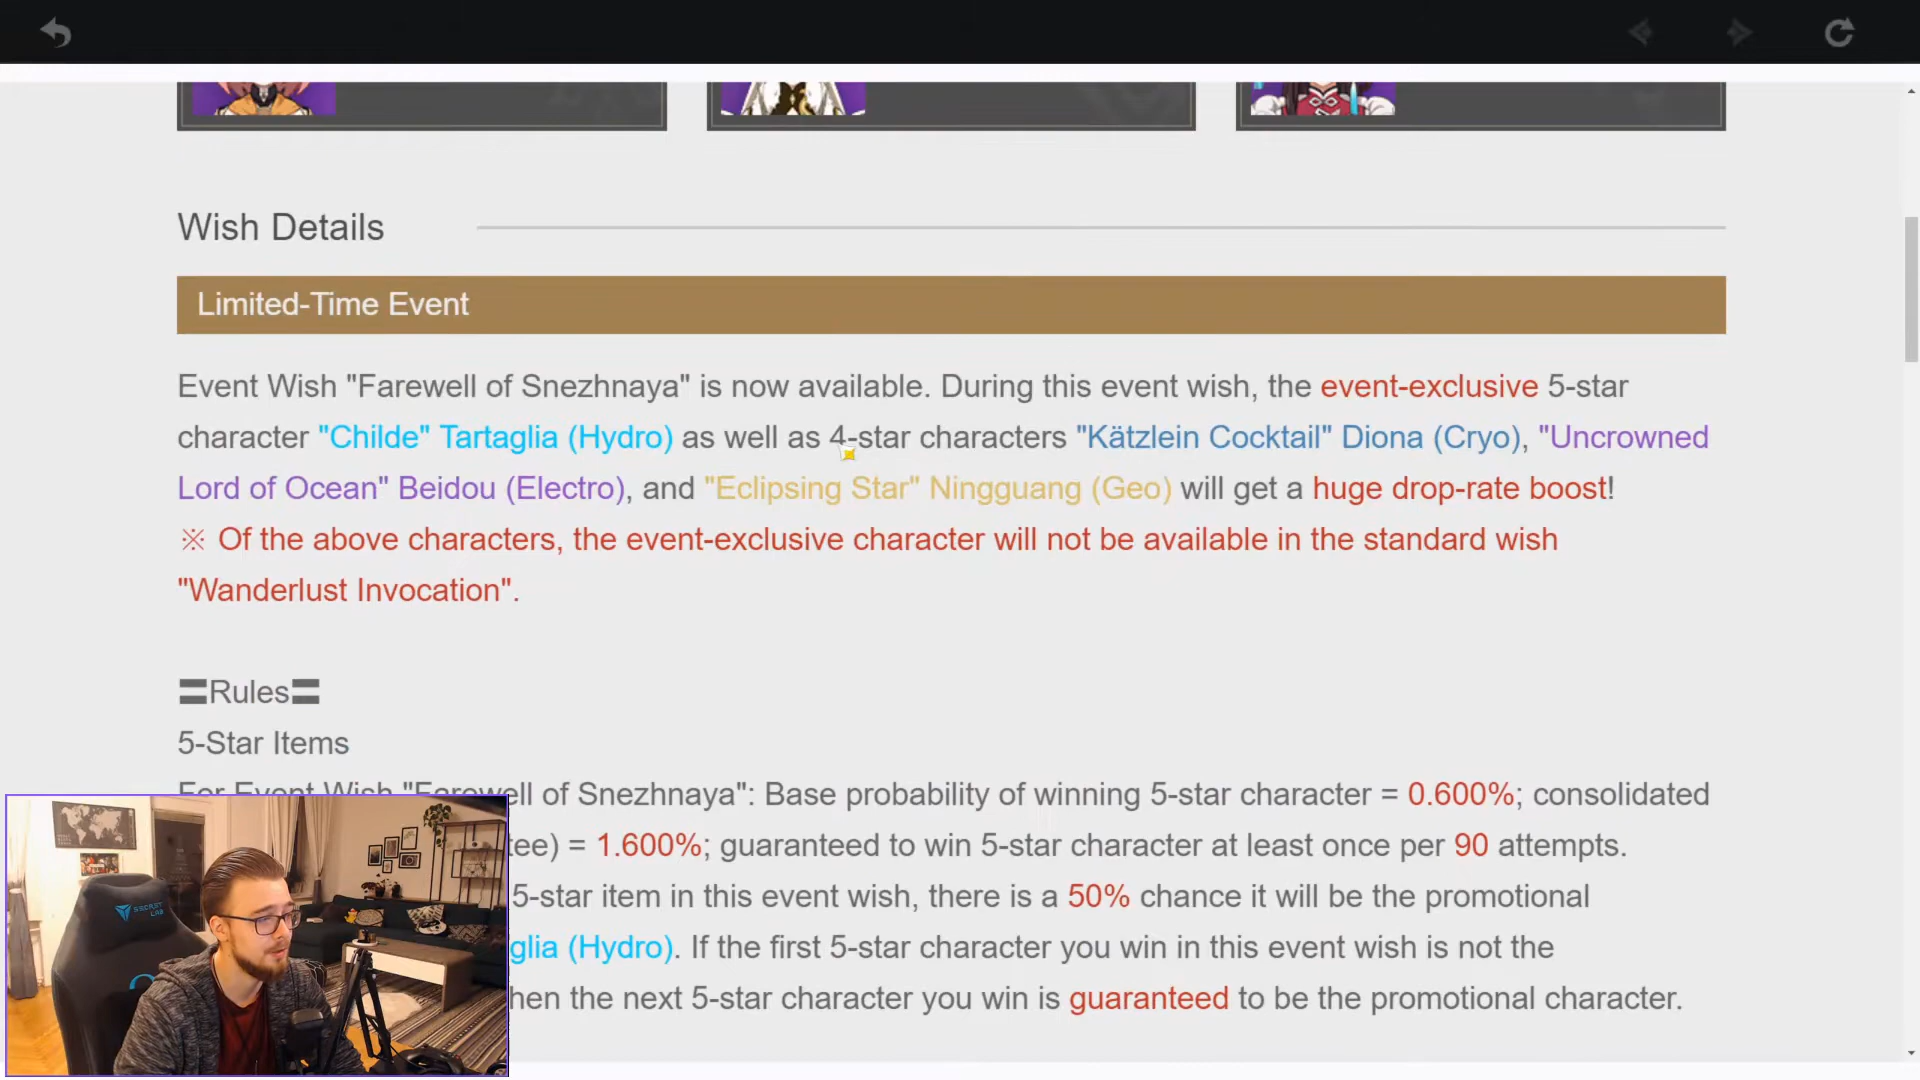 Wish Details
Limited-Time Event
Event Wish "Farewell of Snezhnaya" is now available. During this event wish, the event-exclusive 5-star
character "Childe" Tartaglia (Hydro) as well as 4-star characters "Kätzlein Cocktail" Diona (Cryo), "Uncrowned
Lord of Ocean" Beidou (Electro), and "Eclipsing Star" Ningguang (Geo) will get a huge drop-rate boost!
※ Of the above characters, the event-exclusive character will not be available in the standard wish
"Wanderlust Invocation".
〓Rules〓
5-Star Items
For Event Wish "Farewell of Snezhnaya": Base probability of winning 5-star character = 0.600%; consolidated
tee) = 1.600%; guaranteed to win 5-star character at least once per 90 attempts.
5-star item in this event wish, there is a 50% chance it will be the promotional
glia (Hydro). If the first 5-star character you win in this event wish is not the
hen the next 5-star character you win is guaranteed to be the promotional character.